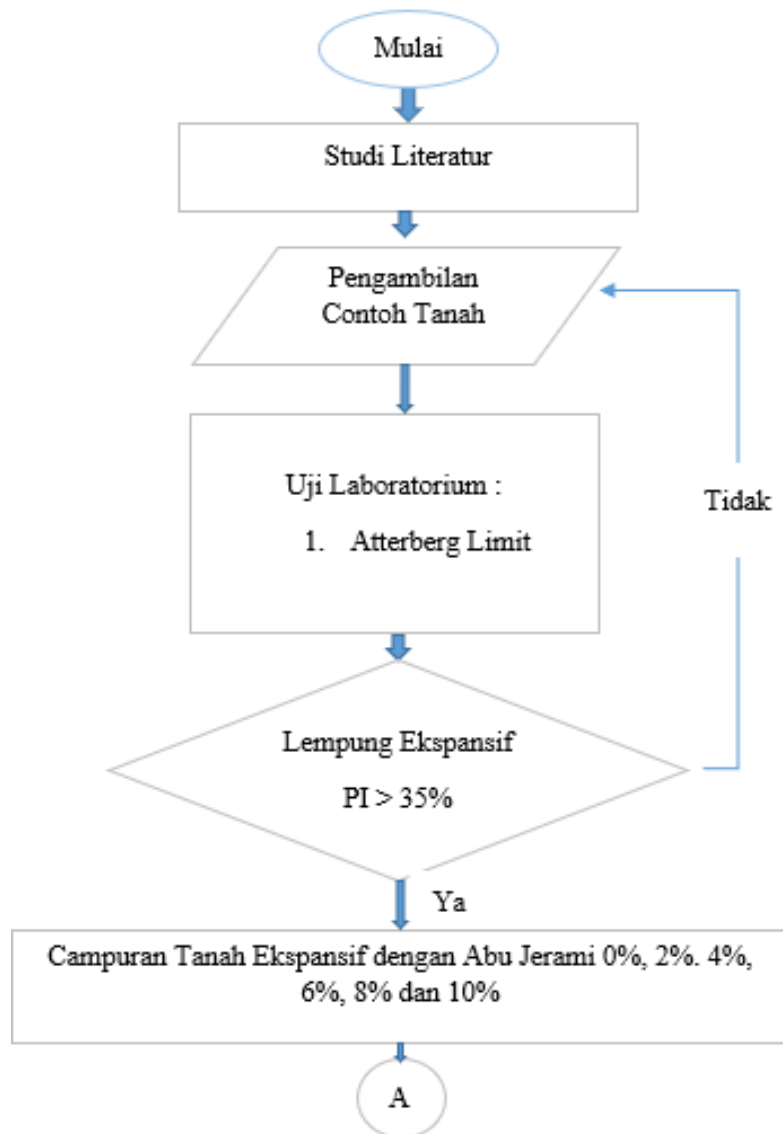 Mulai
Studi Literatur
Pengambilan
Contoh Tanah
Uji Laboratorium :
1. Atterberg Limit
Tidak
Lempung Ekspansif
PI > 35%
Ya
Campuran Tanah Ekspansif dengan Abu Jerami 0%, 2%. 4%,
6%, 8% dan 10%
A